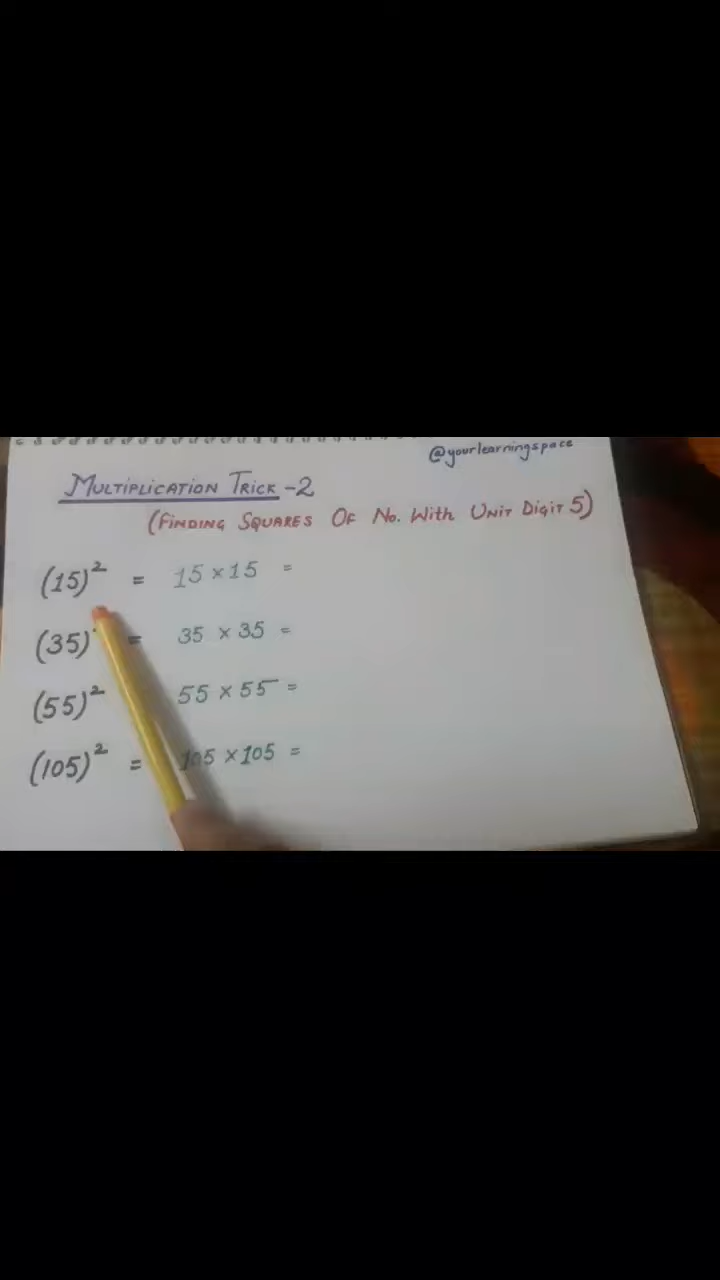 @yourlearningspace
MULTIPLICATION TRICK -2
(FINDING SQUARES OF NO. WITH UNIT DIGIT 5)
(15)² = 15 × 15 =
(35) = 35 × 35 =
(55)² 55 × 55 =
(105)² = 105 × 105 =